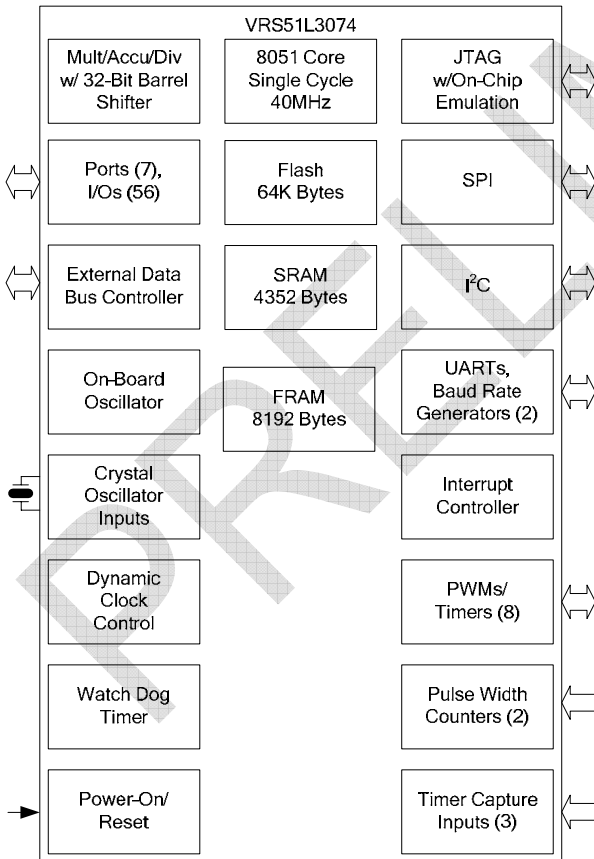 VRS51L3074
Mult/Accu/Div
w/ 32-Bit Barrel
Shifter
8051 Core
Single Cycle
40MHz
JTAG
w/On-Chip
Emulation
Ports (7),
I/Os (56)
Flash
64K Bytes
SPI
External Data
Bus Controller
SRAM
4352 Bytes
I²C
On-Board
Oscillator
FRAM
8192 Bytes
UARTs,
Baud Rate
Generators (2)
Crystal
Oscillator
Inputs
Interrupt
Controller
Dynamic
Clock
Control
PWMs/
Timers (8)
Watch Dog
Timer
Pulse Width
Counters (2)
Power-On/
Reset
Timer Capture
Inputs (3)
PRELI